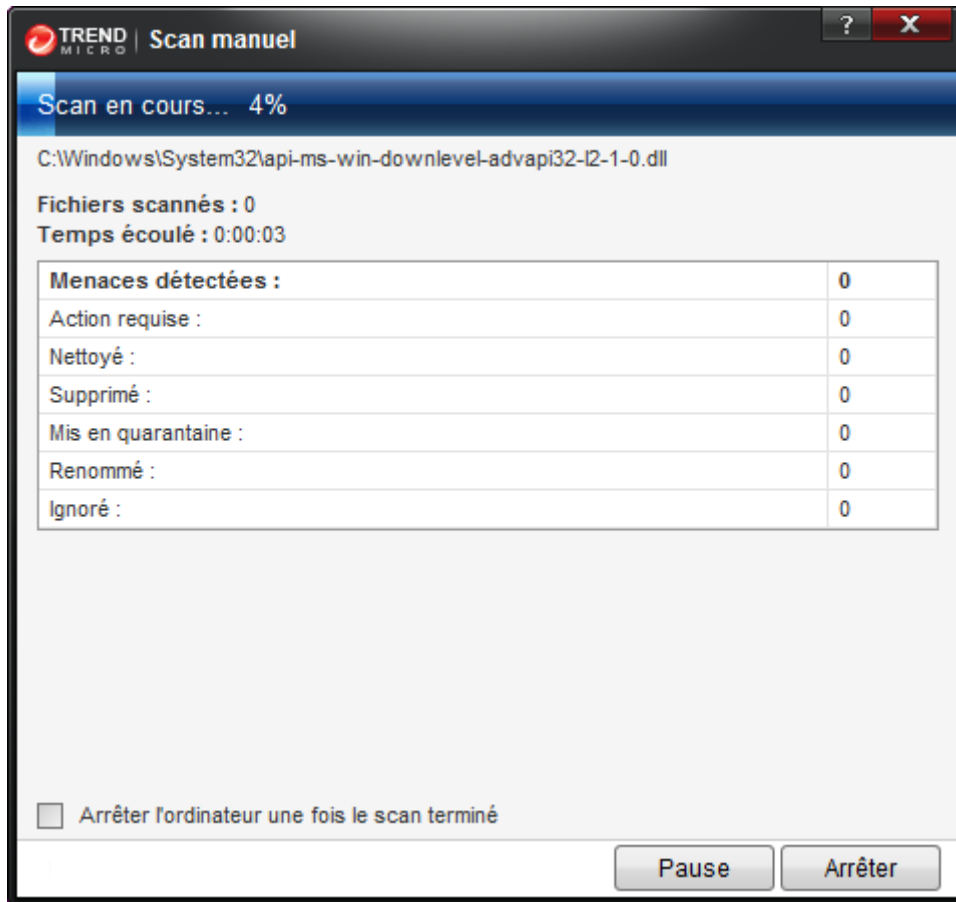 TREND MICRO | Scan manuel ? X
Scan en cours... 4%
C:\Windows\System32\api-ms-win-downlevel-advapi32-l2-1-0.dll
Fichiers scannés : 0
Temps écoulé : 0:00:03
Menaces détectées : 0
Action requise : 0
Nettoyé : 0
Supprimé : 0
Mis en quarantaine : 0
Renommé : 0
Ignoré : 0
Arrêter l'ordinateur une fois le scan terminé
Pause Arrêter